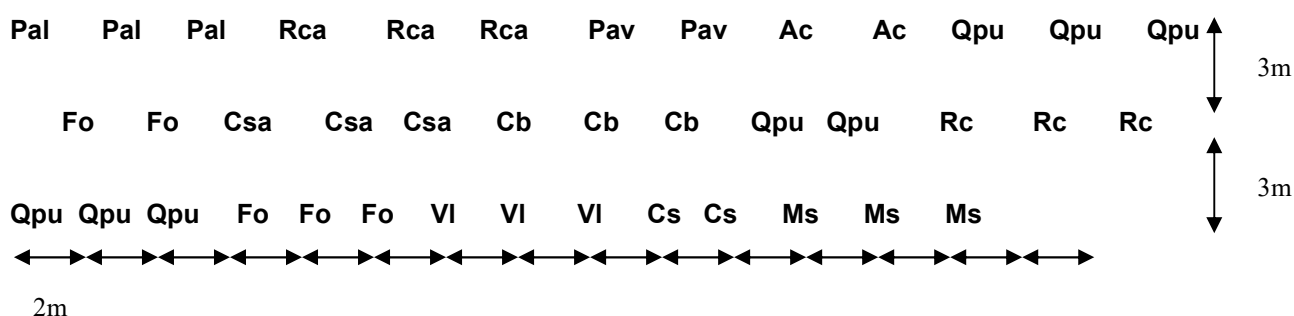 Pal Pal Pal Rca Rca Rca Pav Pav Ac Ac Qpu Qpu Qpu
3m
Fo Fo Csa Csa Csa Cb Cb Cb Qpu Qpu Rc Rc Rc
3m
Qpu Qpu Qpu Fo Fo Fo Vl Vl Vl Cs Cs Ms Ms Ms
2m